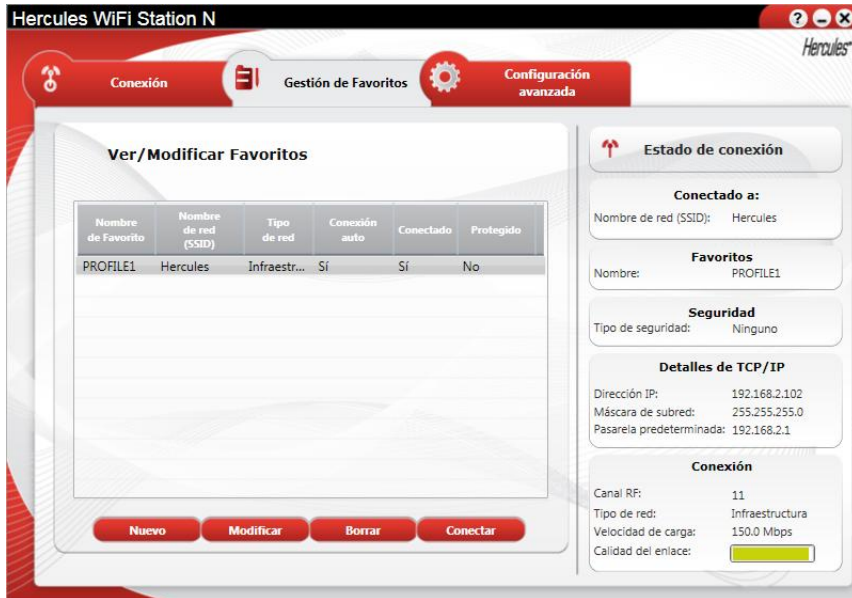 Hercules WiFi Station N
Hercules
Conexión
Gestión de Favoritos
Configuración
avanzada
Ver/Modificar Favoritos
Nombre
de Favorito
Nombre
de red
(SSID)
Tipo
de red
Conexión
auto
Conectado
Protegido
PROFILE1 Hercules Infraestr... Sí Sí No
Nuevo Modificar Borrar Conectar
Estado de conexión
Conectado a:
Nombre de red (SSID): Hercules
Favoritos
Nombre: PROFILE1
Seguridad
Tipo de seguridad: Ninguno
Detalles de TCP/IP
Dirección IP: 192.168.2.102
Máscara de subred: 255.255.255.0
Pasarela predeterminada: 192.168.2.1
Conexión
Canal RF: 11
Tipo de red: Infraestructura
Velocidad de carga: 150.0 Mbps
Calidad del enlace: